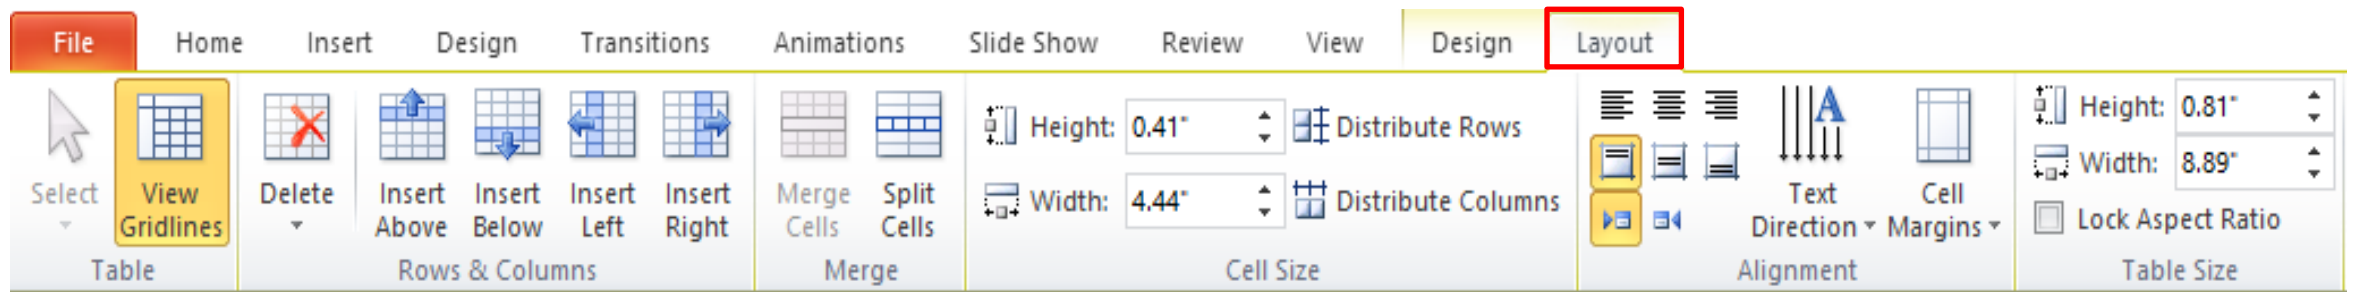 File Home Insert Design Transitions Animations Slide Show Review View Design Layout
Select
View
Gridlines
Table
Delete
Insert
Above
Insert
Below
Insert
Left
Insert
Right
Rows & Columns
Merge
Cells
Split
Cells
Merge
Height: 0.41" Distribute Rows
Width: 4.44" Distribute Columns
Cell Size
Text
Direction
Cell
Margins
Alignment
Height: 0.81"
Width: 8.89"
Lock Aspect Ratio
Table Size